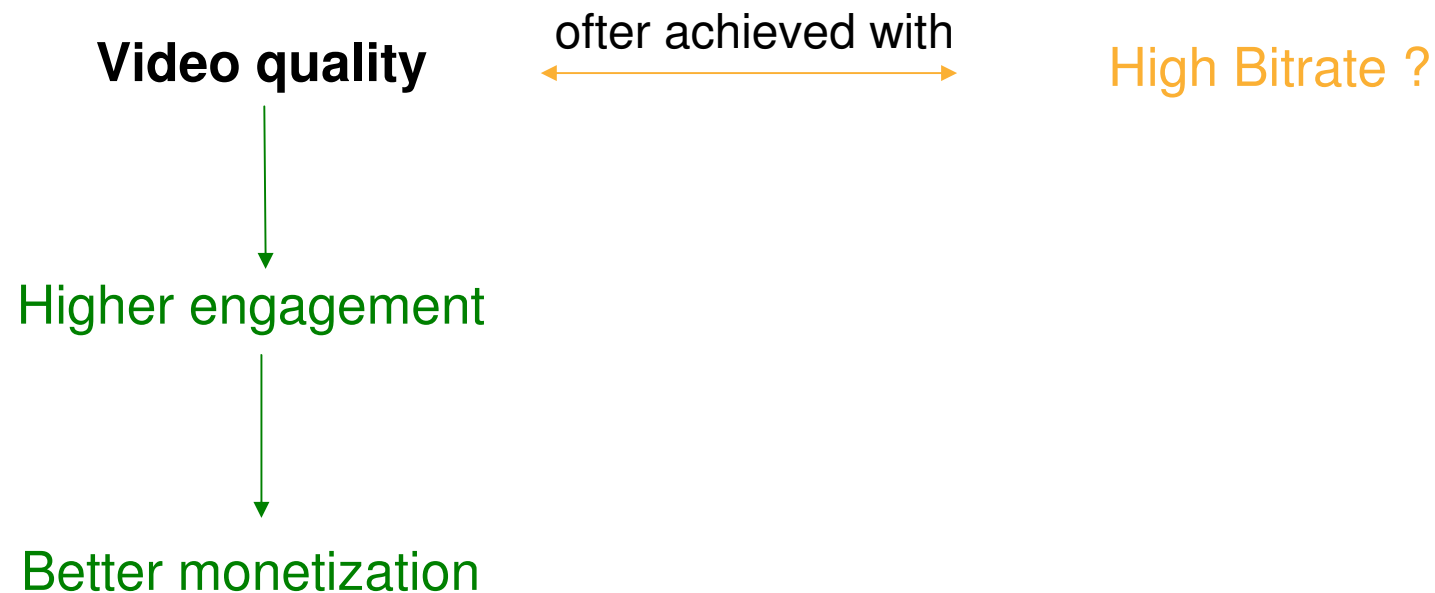 Video quality
ofter achieved with
High Bitrate ?
Higher engagement
Better monetization